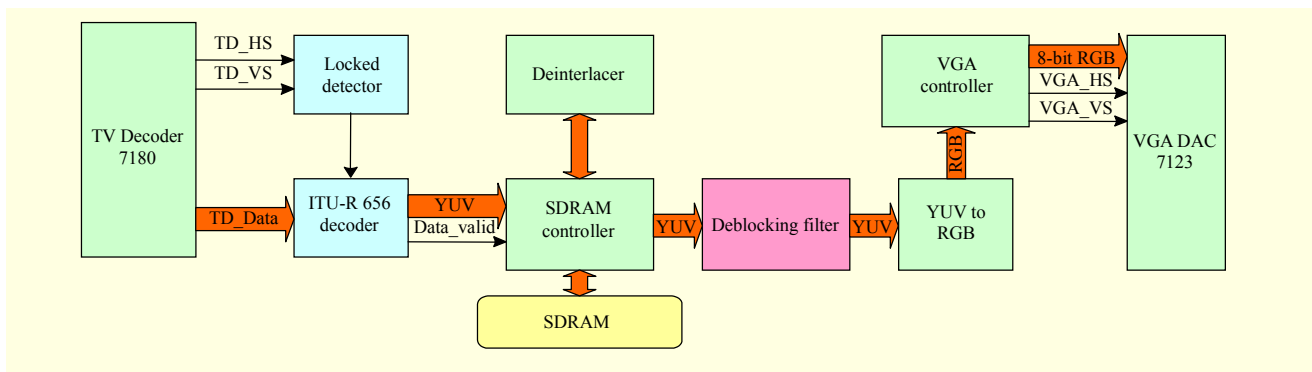 TV Decoder
7180
TD_HS
TD_VS
TD_Data
Locked
detector
ITU-R 656
decoder
YUV
Data_valid
Deinterlacer
SDRAM
controller
SDRAM
YUV
Deblocking filter
YUV
YUV to
RGB
RGB
VGA
controller
8-bit RGB
VGA_HS
VGA_VS
VGA DAC
7123